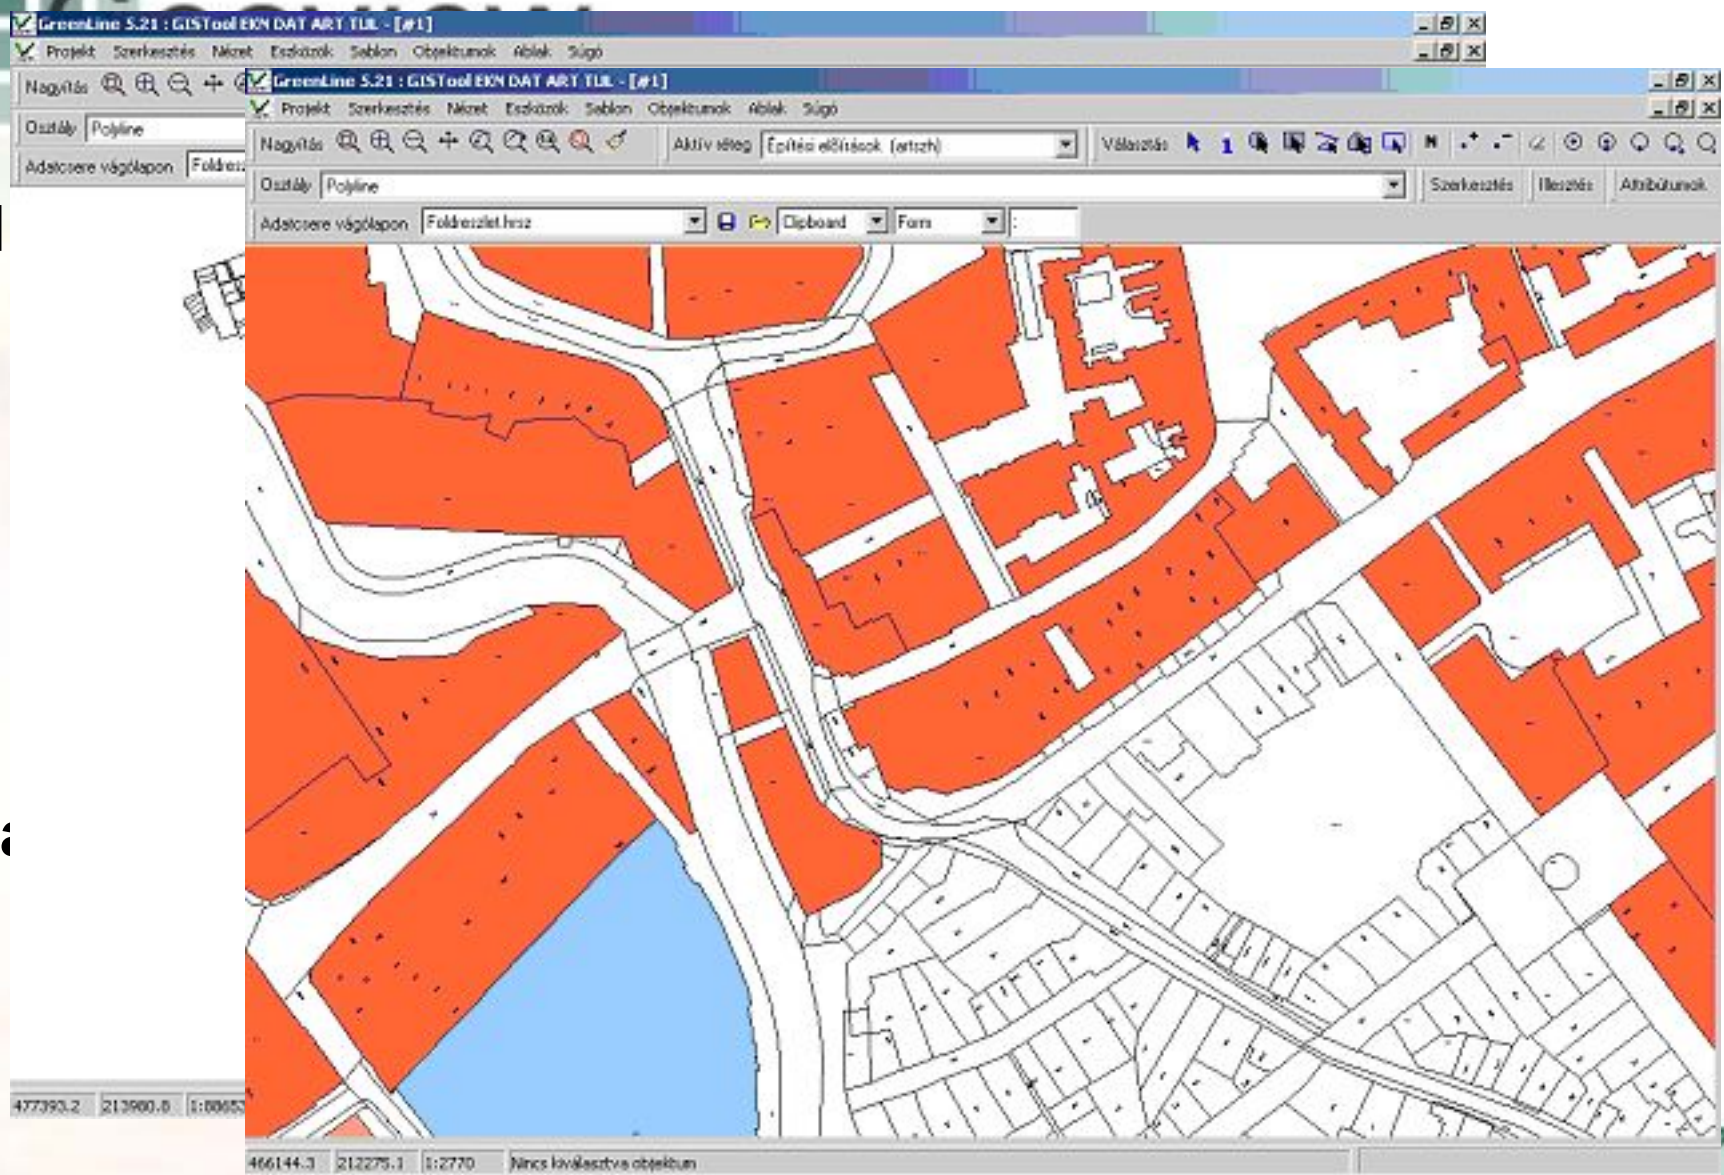 GreenLine 5.21 : GISTool EKN DAT ART TUL - [#1]
Projekt Szerkesztés Nézet Eszközök Sablon Objektumok Ablak Súgó
Nagyítás
Osztály Polyline
Adatcsere vágólapon Foldresz
477393.2 213980.8 1:88653
GreenLine 5.21 : GISTool EKN DAT ART TUL - [#1]
Projekt Szerkesztés Nézet Eszközök Sablon Objektumok Ablak Súgó
Nagyítás Aktív réteg Építési előírások (artszh) Választás
Osztály Polyline Szerkesztés Illesztés Attribútumok
Adatcsere vágólapon Foldreszlet.hrsz Clipboard Form :
466144.3 212275.1 1:2770 Nincs kiválasztva objektum